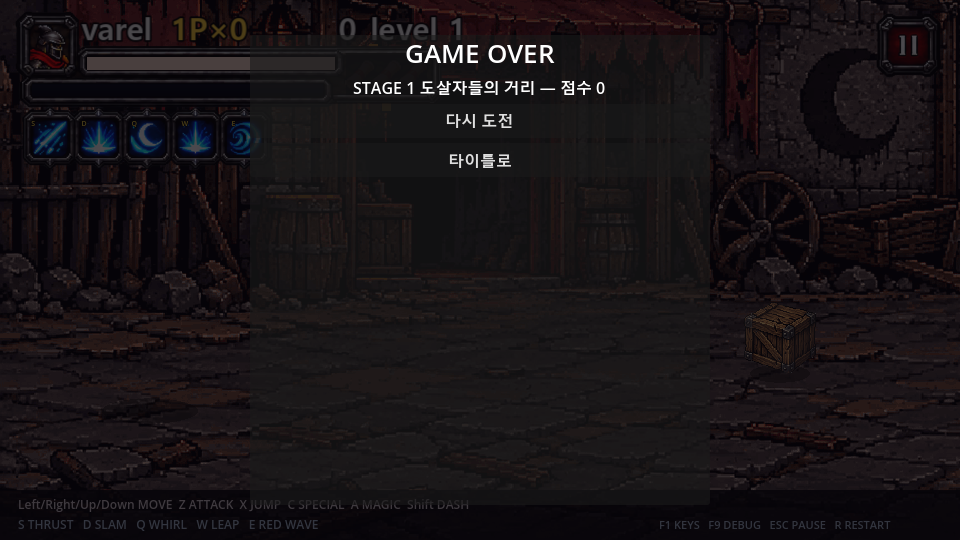 varel 1P×0 0 level 1
GAME OVER
STAGE 1 도살자들의 거리 — 점수 0
S D Q W E
다시 도전
타이틀로
Left/Right/Up/Down MOVE Z ATTACK X JUMP C SPECIAL A MAGIC Shift DASH
S THRUST D SLAM Q WHIRL W LEAP E RED WAVE
F1 KEYS F9 DEBUG ESC PAUSE R RESTART